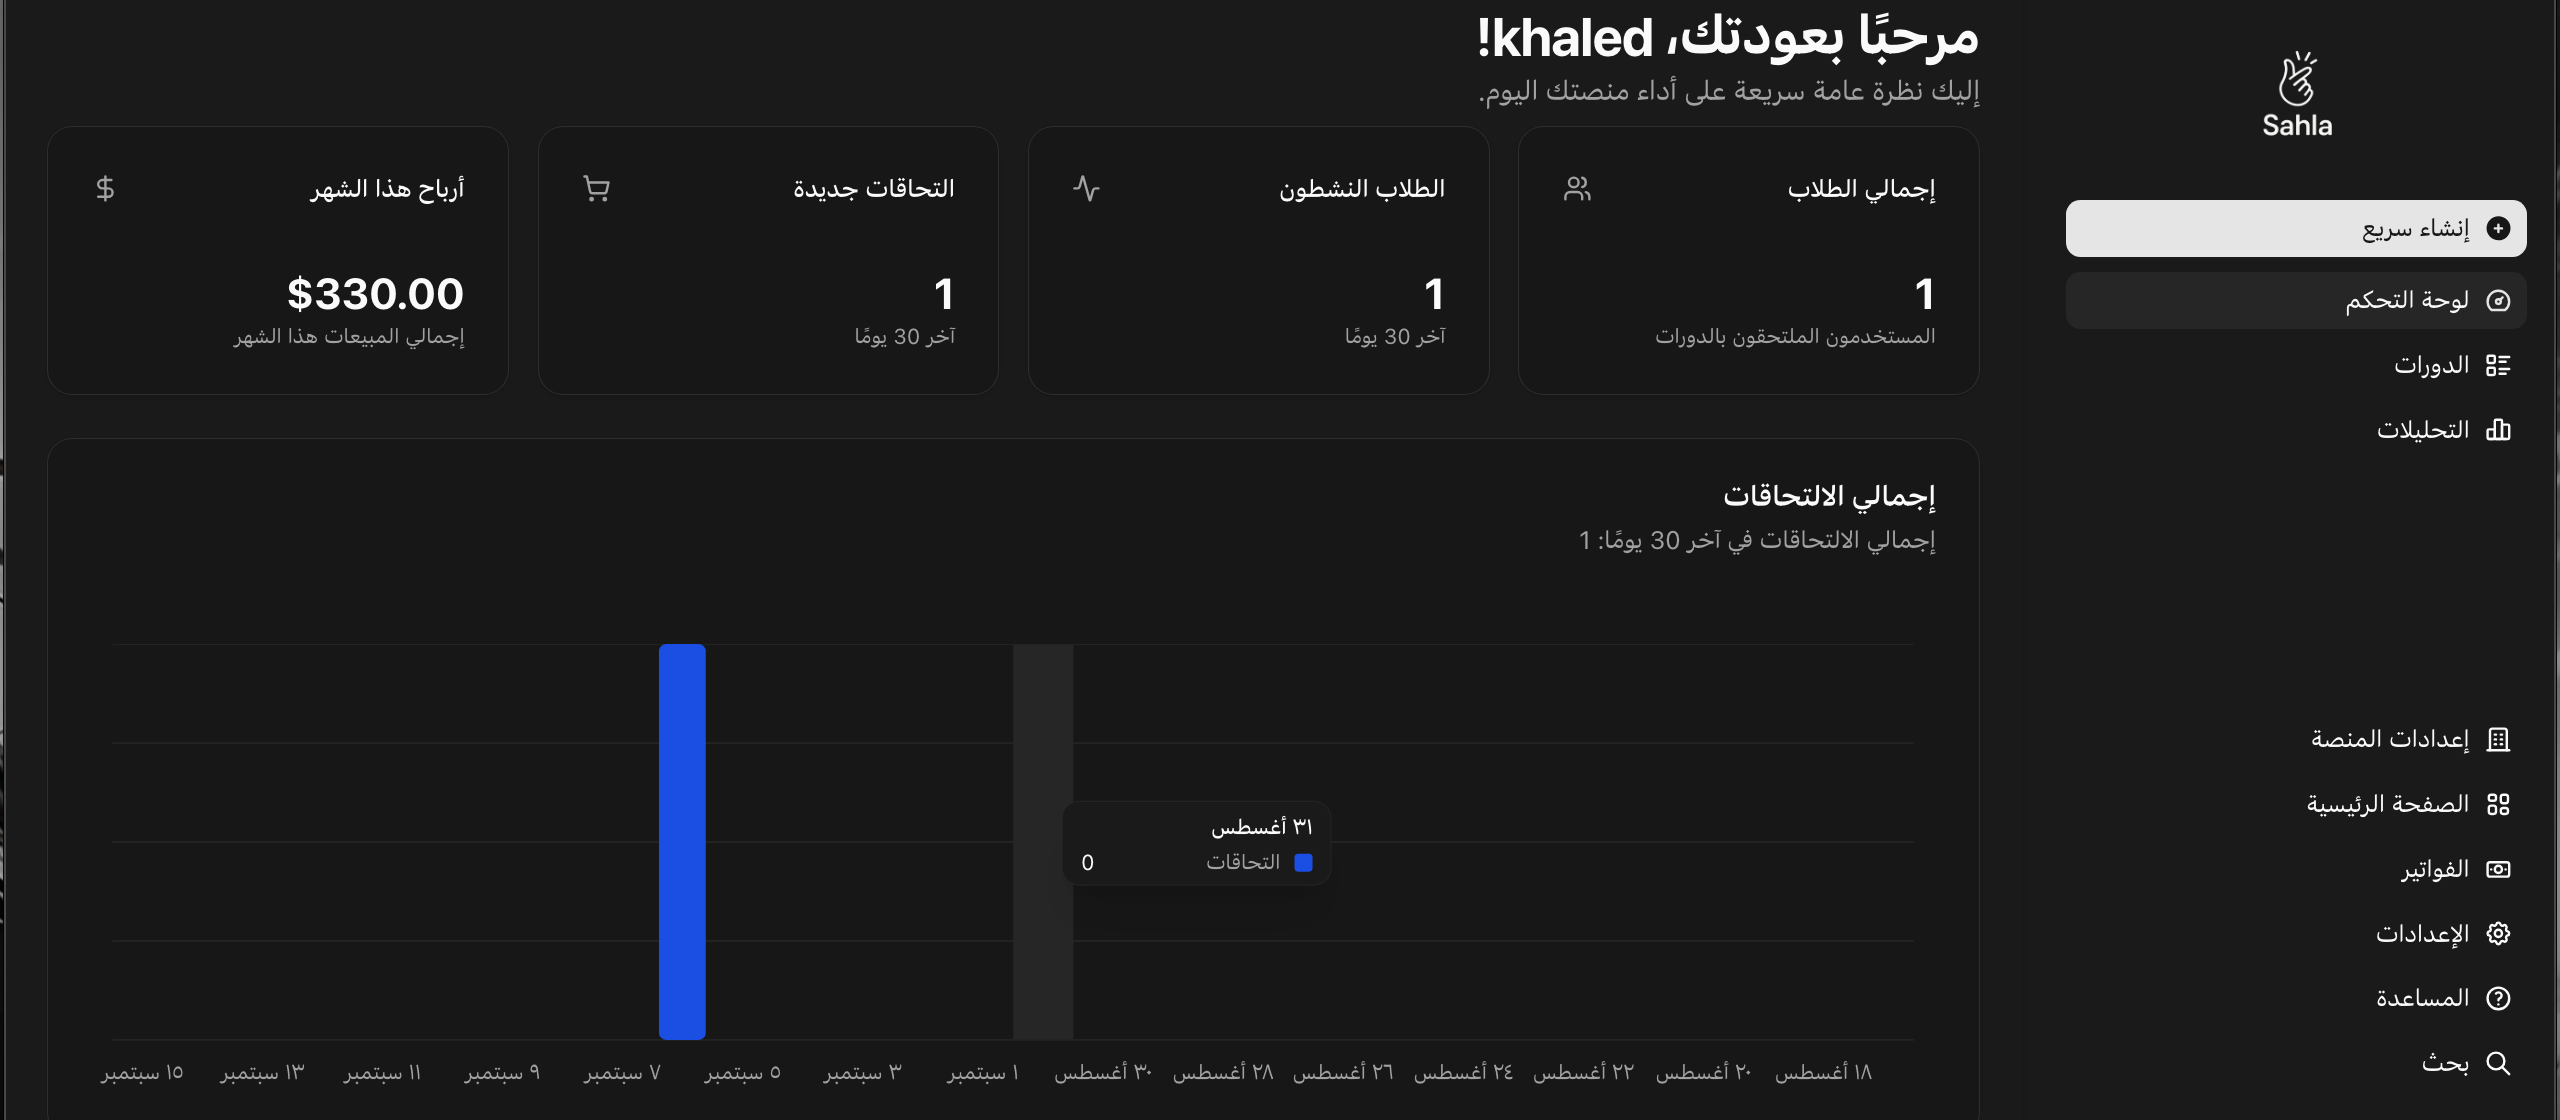 Sahla
إنشاء سريع
لوحة التحكم
الدورات
التحليلات
إعدادات المنصة
الصفحة الرئيسية
الفواتير
الإعدادات
المساعدة
بحث
مرحبًا بعودتك، khaled!
إليك نظرة عامة سريعة على أداء منصتك اليوم.
إجمالي الطلاب
1
المستخدمون الملتحقون بالدورات
الطلاب النشطون
1
آخر 30 يومًا
التحاقات جديدة
1
آخر 30 يومًا
أرباح هذا الشهر
$330.00
إجمالي المبيعات هذا الشهر
إجمالي الالتحاقات
إجمالي الالتحاقات في آخر 30 يومًا: 1
٣١ أغسطس
التحاقات 0
١٨ أغسطس ٢٠ أغسطس ٢٢ أغسطس ٢٤ أغسطس ٢٦ أغسطس ٢٨ أغسطس ٣٠ أغسطس ١ سبتمبر ٣ سبتمبر ٥ سبتمبر ٧ سبتمبر ٩ سبتمبر ١١ سبتمبر ١٣ سبتمبر ١٥ سبتمبر